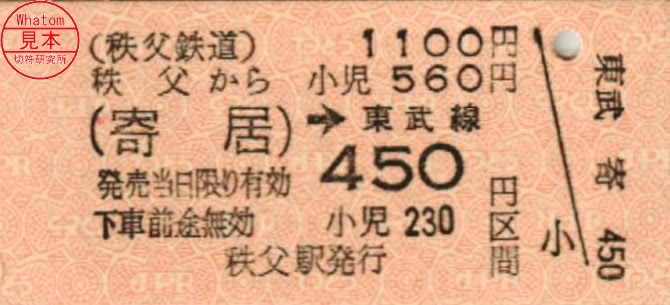 Whatom
見本
切符研究所
(秩父鉄道) 1100円
秩父から 小児 560円
(寄居)➔東武線
発売当日限り有効 450円区間
下車前途無効 小児 230
秩父駅発行
小
東武 寄 450